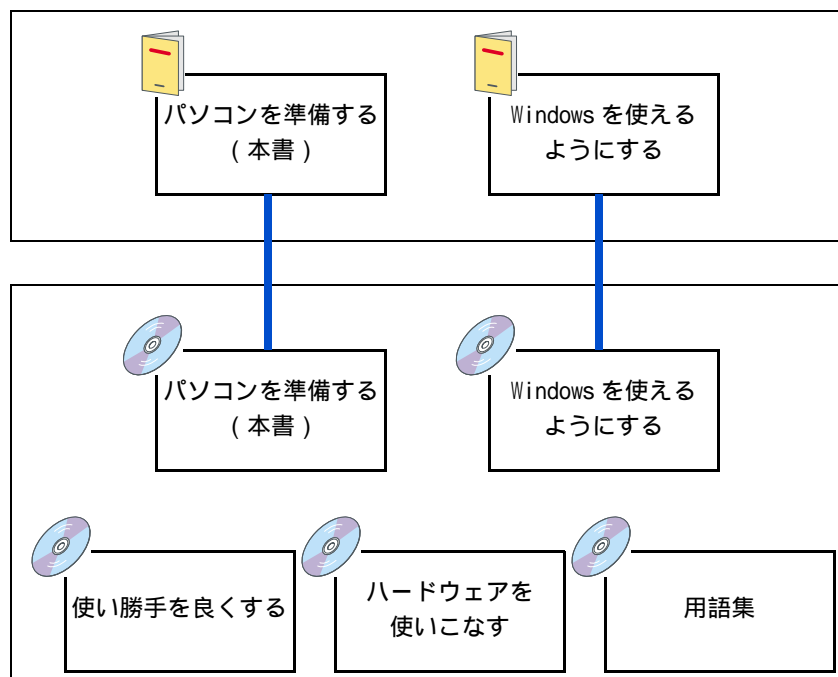 パソコンを準備する
(本書)
Windows を使える
ようにする
パソコンを準備する
(本書)
Windows を使える
ようにする
使い勝手を良くする
ハードウェアを
使いこなす
用語集